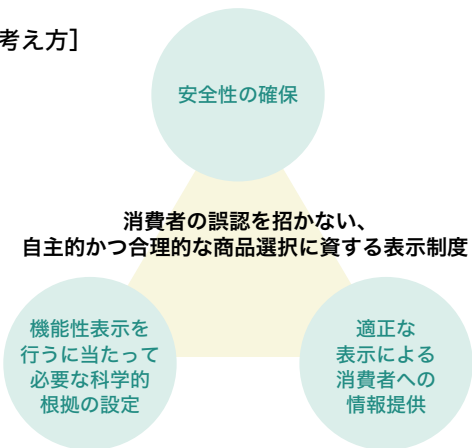 考え方］
安全性の確保
消費者の誤認を招かない、
自主的かつ合理的な商品選択に資する表示制度
機能性表示を
行うに当たって
必要な科学的
根拠の設定
適正な
表示による
消費者への
情報提供